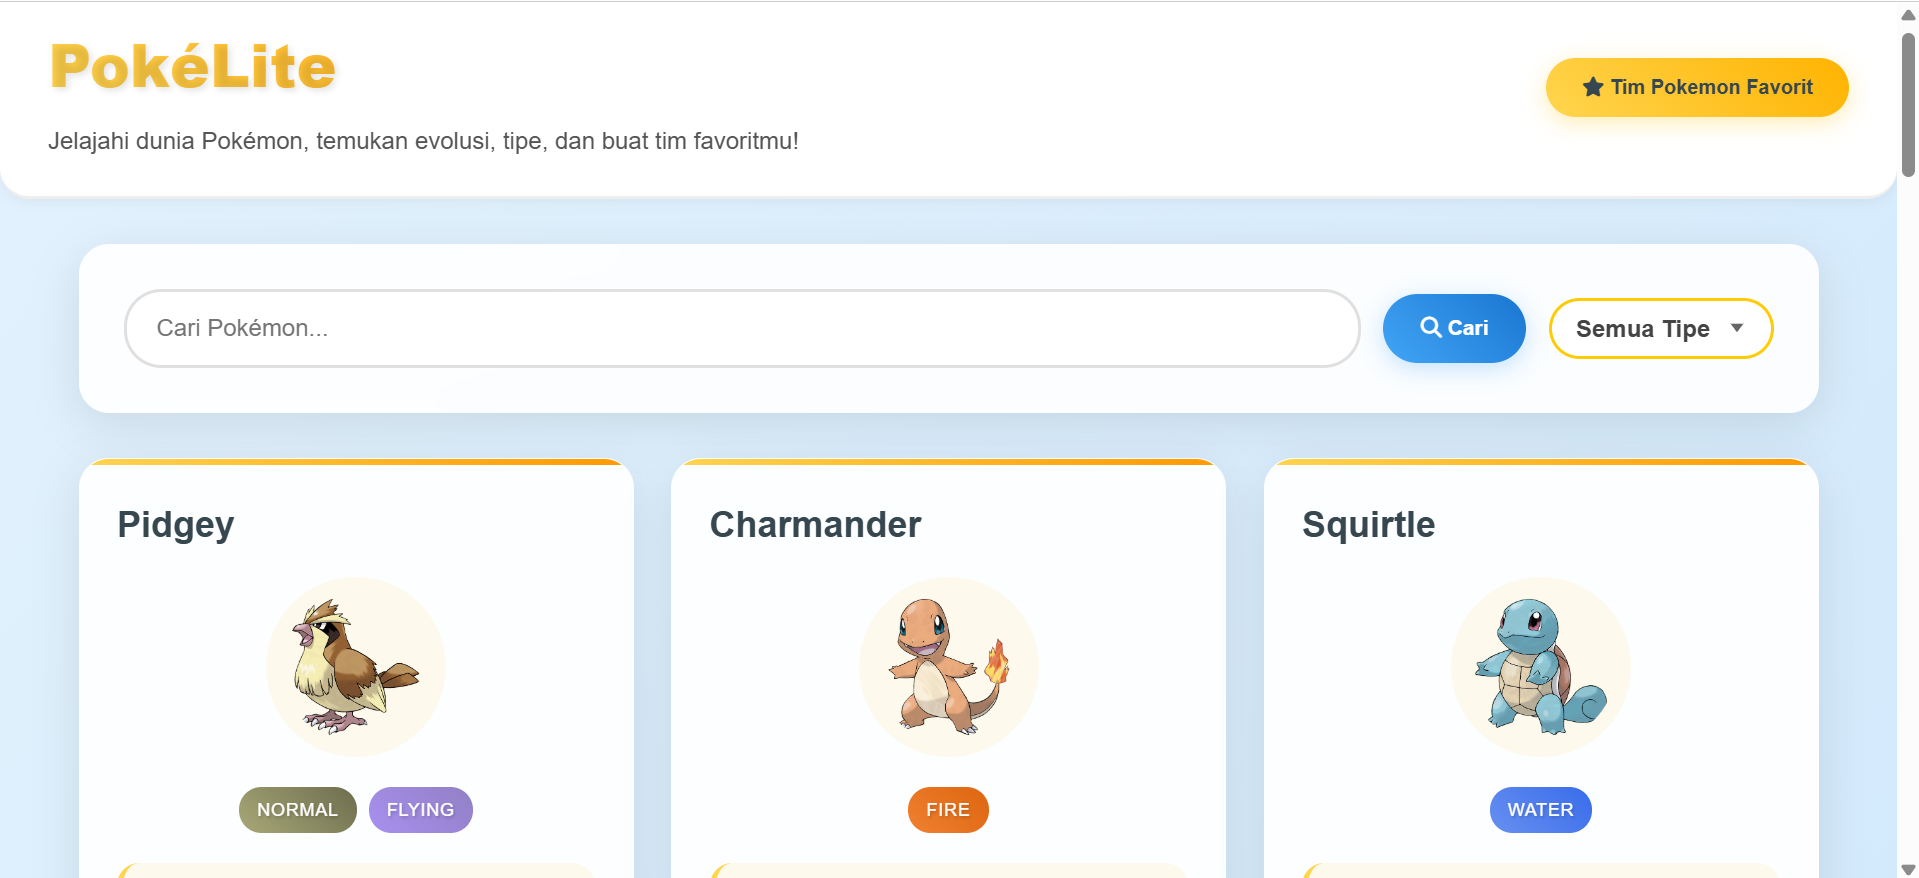 PokéLite
Tim Pokemon Favorit
Jelajahi dunia Pokémon, temukan evolusi, tipe, dan buat tim favoritmu!
Cari Pokémon...
Cari
Semua Tipe
Pidgey
Charmander
Squirtle
NORMAL
FLYING
FIRE
WATER